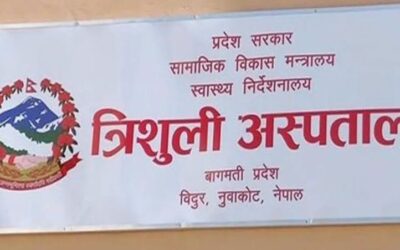 प्रदेश सरकार
सामाजिक विकास मन्त्रालय
स्वास्थ्य निर्देशनालय
त्रिशुली अस्पताल
बागमती प्रदेश
विदुर, नुवाकोट, नेपाल